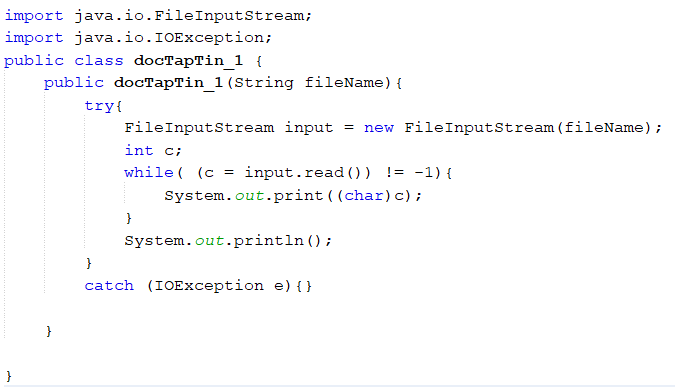 import java.io.FileInputStream;
import java.io.IOException;
public class docTapTin_1 {
    public docTapTin_1(String fileName){
        try{
            FileInputStream input = new FileInputStream(fileName);
            int c;
            while( (c = input.read()) != -1){
                System.out.print((char)c);
            }
            System.out.println();
        }
        catch (IOException e){}
    }
}